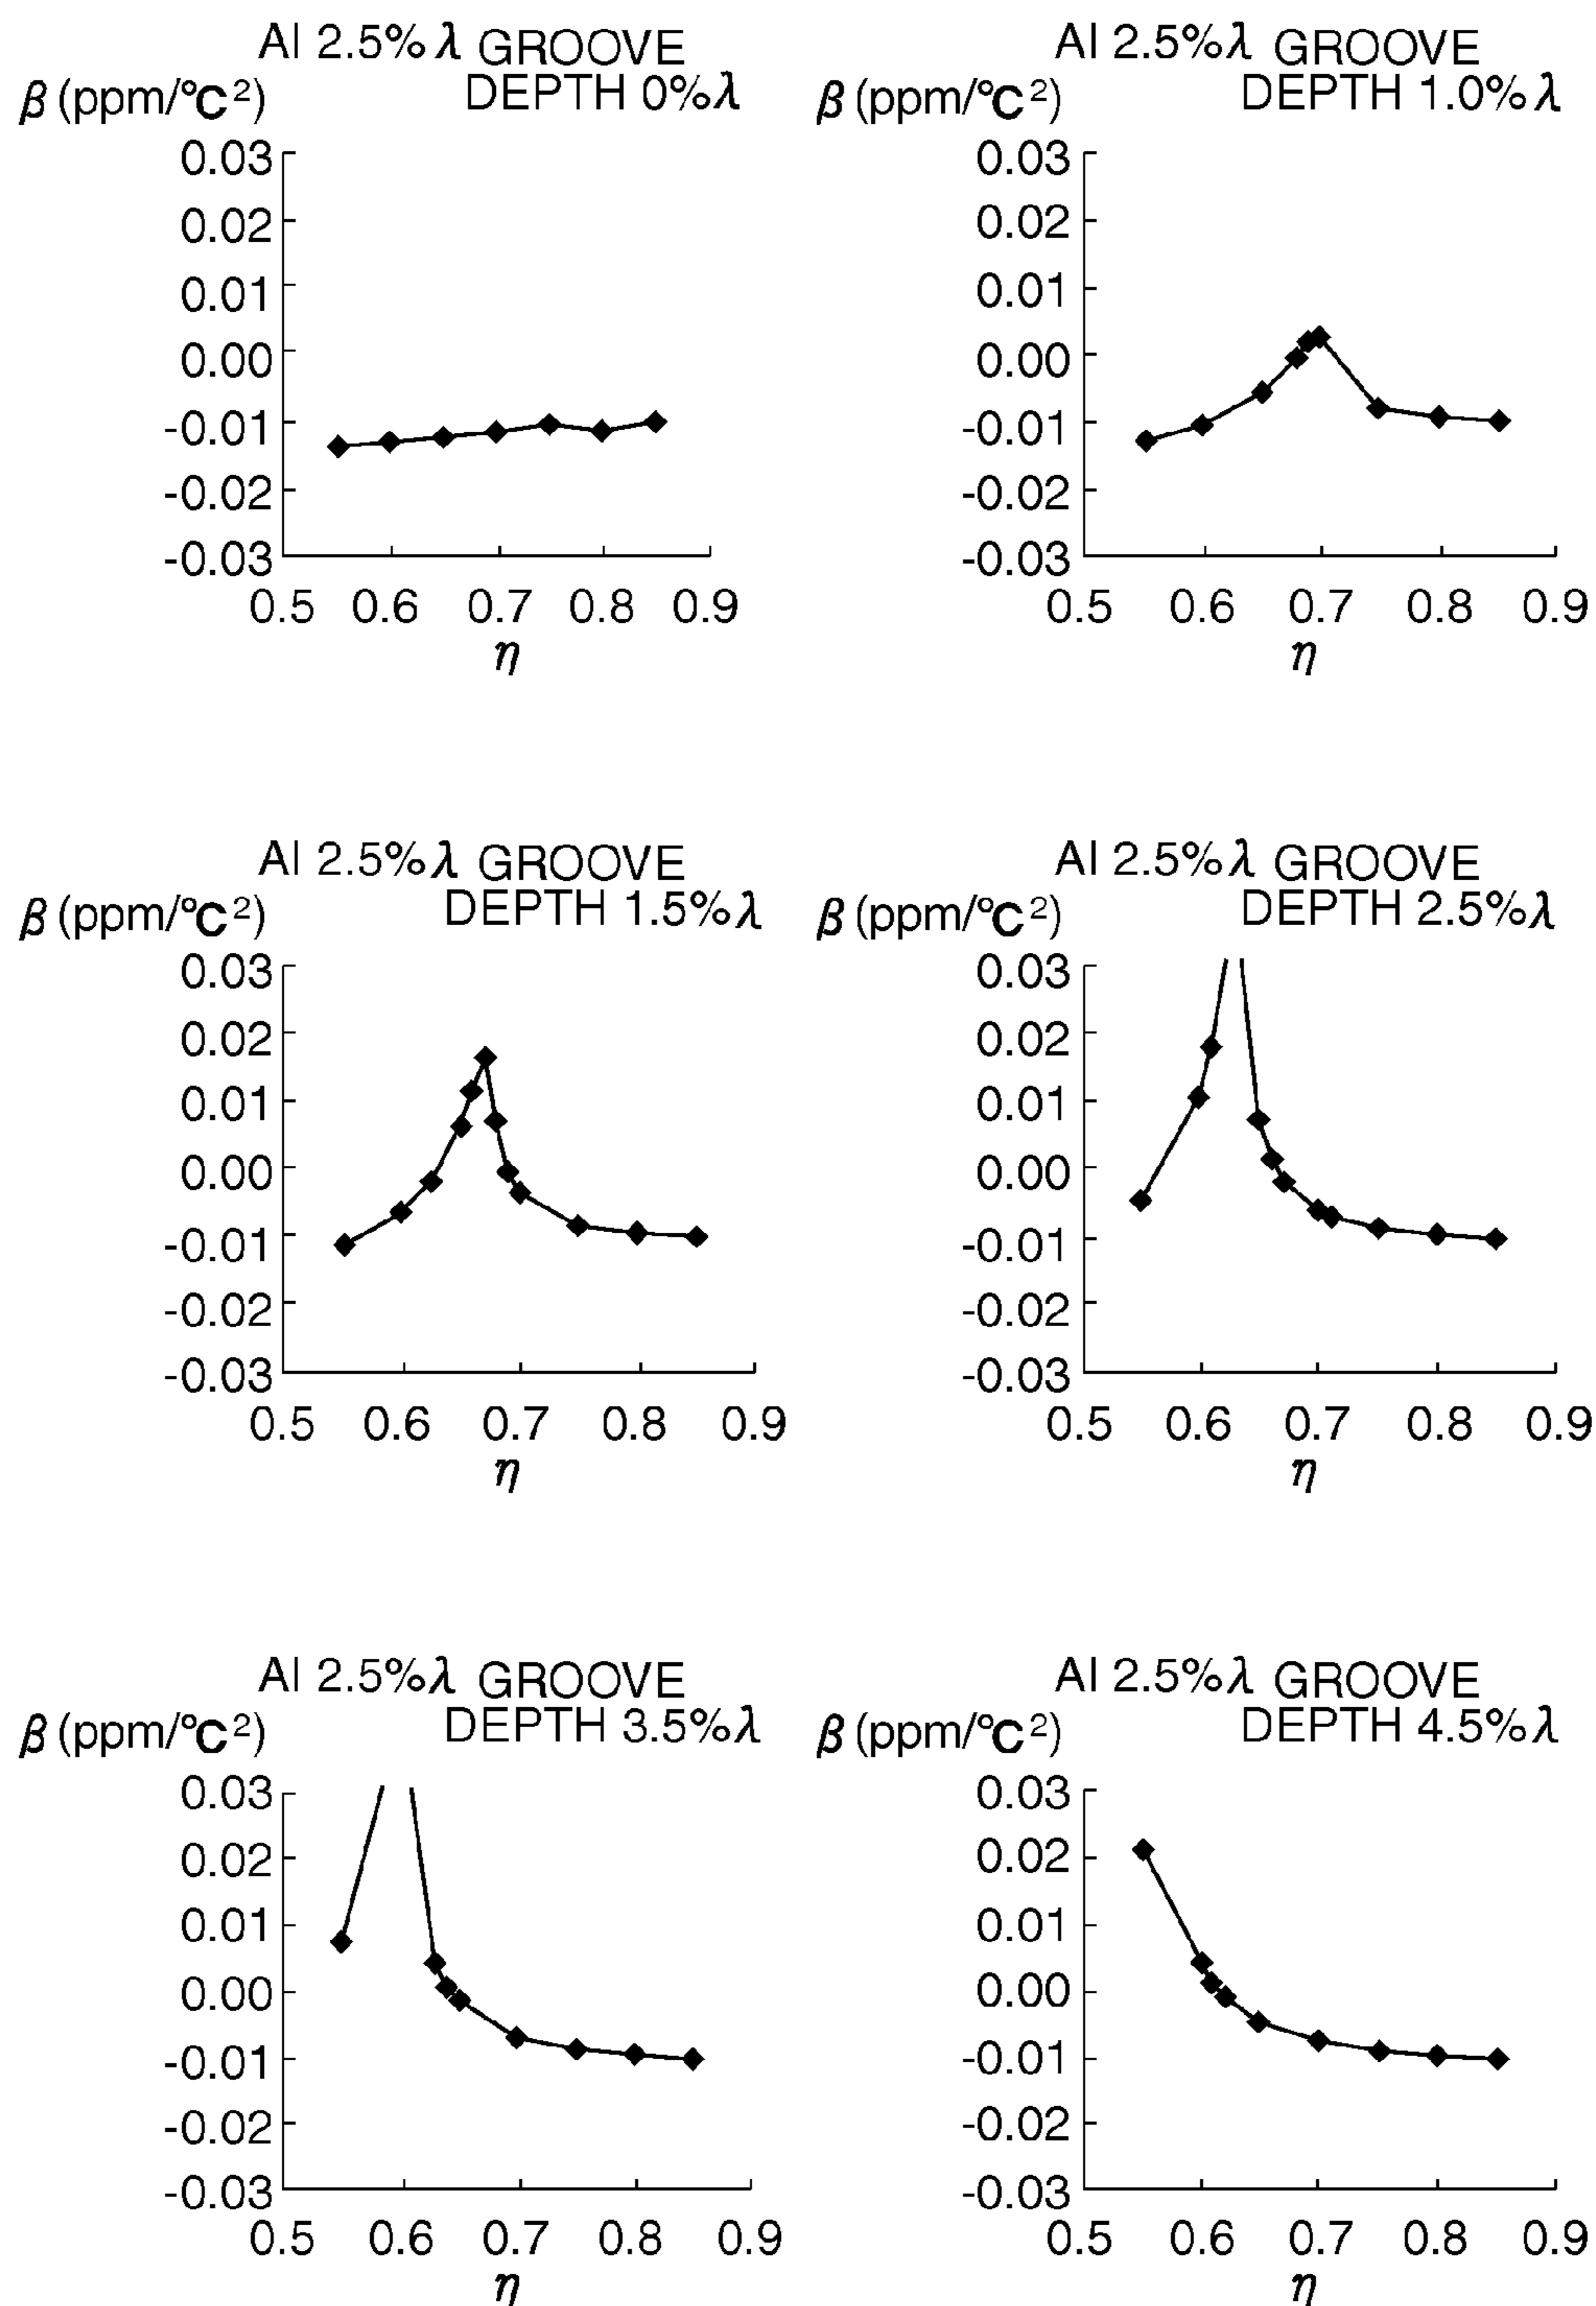 Al 2.5%λ GROOVE
DEPTH 0%λ
β (ppm/°C²)
0.03
0.02
0.01
0.00
-0.01
-0.02
-0.03
0.5 0.6 0.7 0.8 0.9
η
Al 2.5%λ GROOVE
DEPTH 1.0%λ
β (ppm/°C²)
0.03
0.02
0.01
0.00
-0.01
-0.02
-0.03
0.5 0.6 0.7 0.8 0.9
η
Al 2.5%λ GROOVE
DEPTH 1.5%λ
β (ppm/°C²)
0.03
0.02
0.01
0.00
-0.01
-0.02
-0.03
0.5 0.6 0.7 0.8 0.9
η
Al 2.5%λ GROOVE
DEPTH 2.5%λ
β (ppm/°C²)
0.03
0.02
0.01
0.00
-0.01
-0.02
-0.03
0.5 0.6 0.7 0.8 0.9
η
Al 2.5%λ GROOVE
DEPTH 3.5%λ
β (ppm/°C²)
0.03
0.02
0.01
0.00
-0.01
-0.02
-0.03
0.5 0.6 0.7 0.8 0.9
η
Al 2.5%λ GROOVE
DEPTH 4.5%λ
β (ppm/°C²)
0.03
0.02
0.01
0.00
-0.01
-0.02
-0.03
0.5 0.6 0.7 0.8 0.9
η